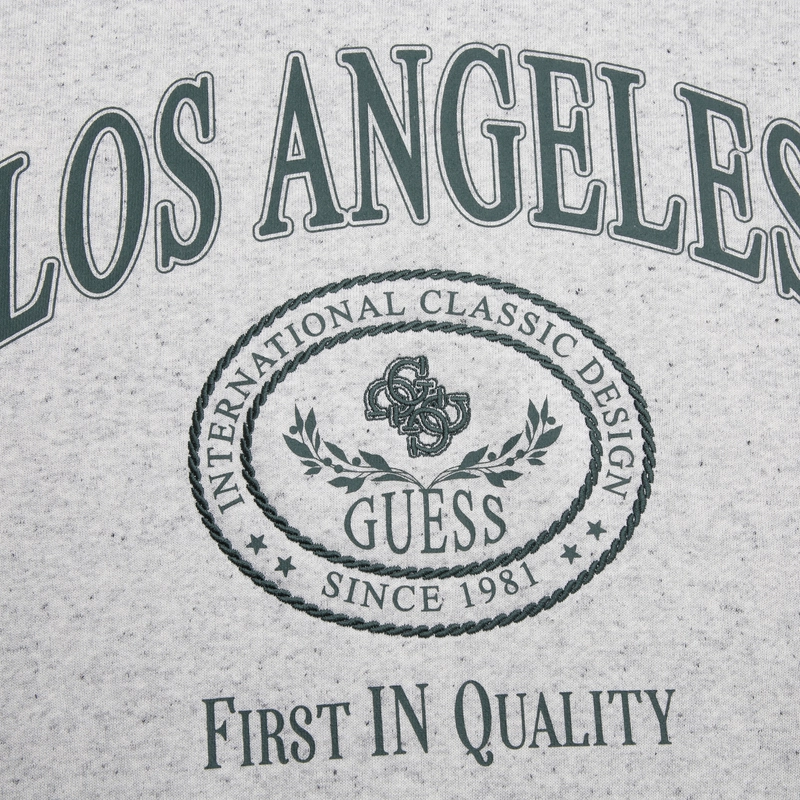 LOS ANGELES
INTERNATIONAL CLASSIC DESIGN
GUESS
SINCE 1981
FIRST IN QUALITY